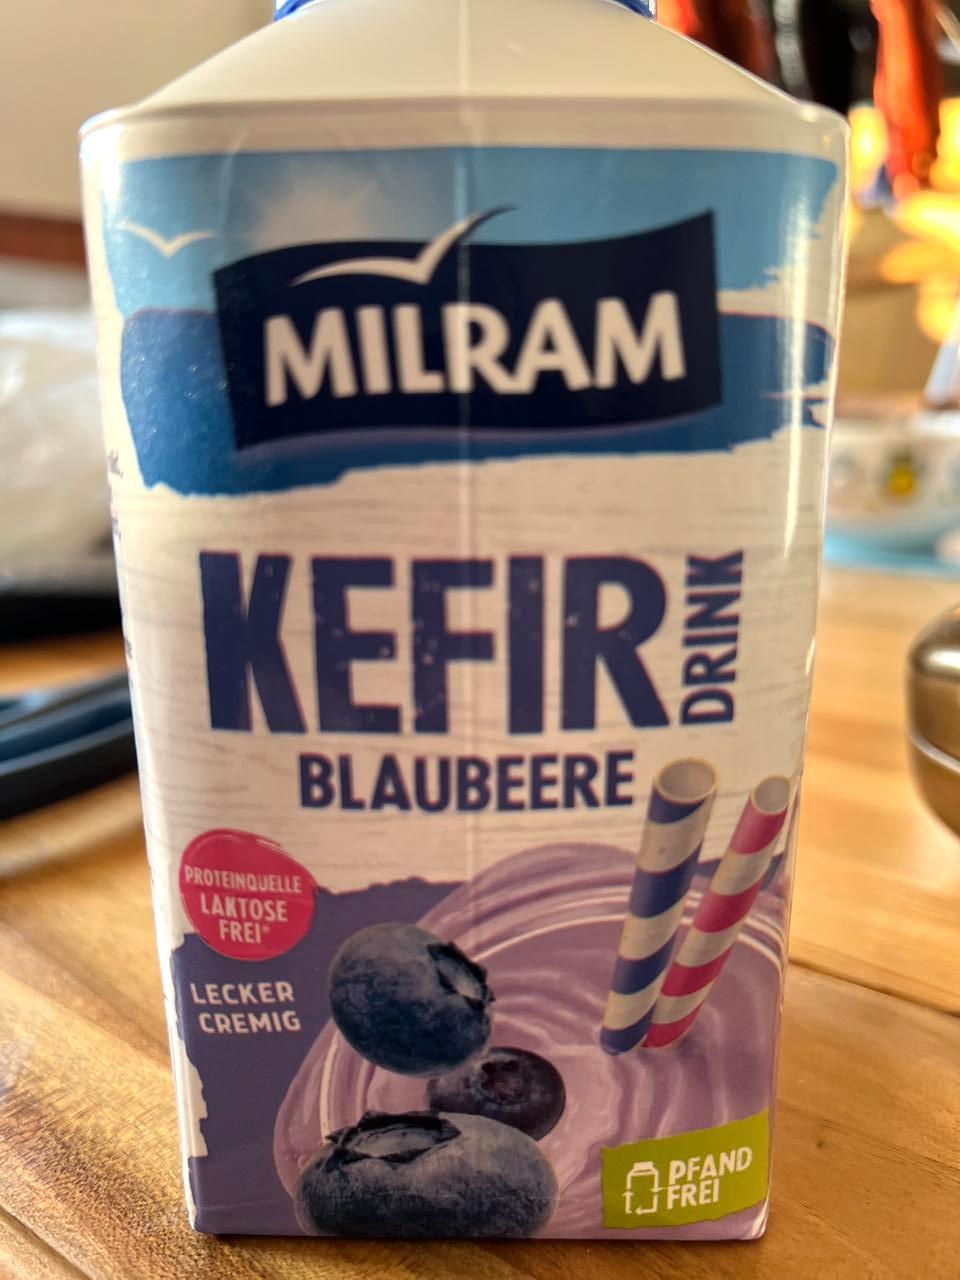 MILRAM
KEFIR DRINK
BLAUBEERE
PROTEINQUELLE
LAKTOSE
FREI*
LECKER
CREMIG
PFAND
FREI